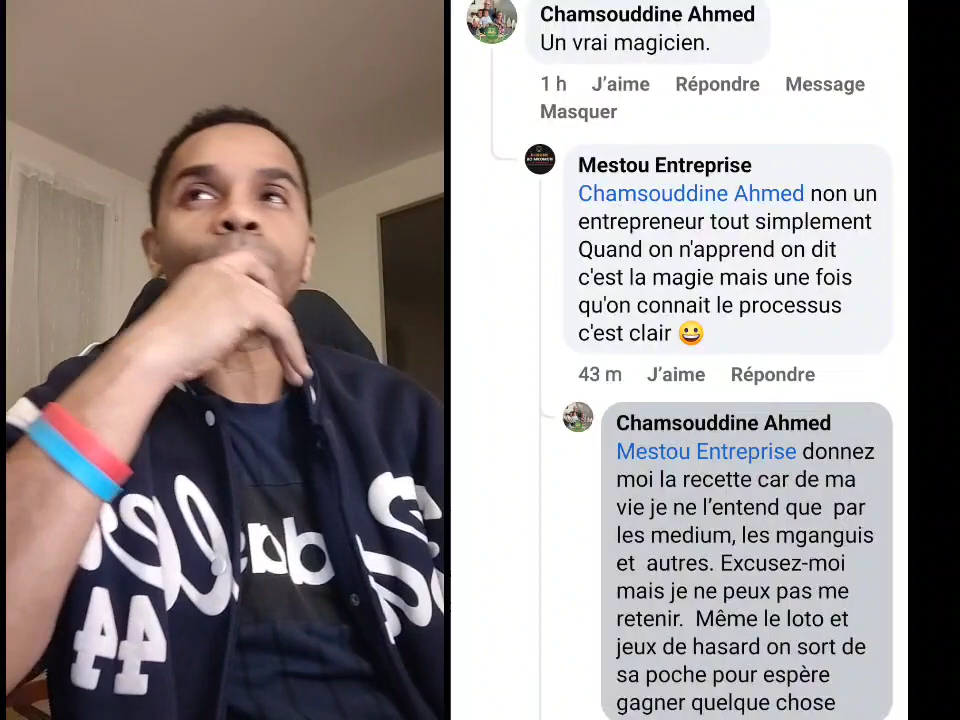 Chamsouddine Ahmed
Un vrai magicien.
1 h J’aime Répondre Message
Masquer
Mestou Entreprise
Chamsouddine Ahmed non un
entrepreneur tout simplement
Quand on n'apprend on dit
c'est la magie mais une fois
qu'on connait le processus
c'est clair 😀
43 m J’aime Répondre
Chamsouddine Ahmed
Mestou Entreprise donnez
moi la recette car de ma
vie je ne l’entend que par
les medium, les mganguis
et autres. Excusez-moi
mais je ne peux pas me
retenir. Même le loto et
jeux de hasard on sort de
sa poche pour espère
gagner quelque chose
44